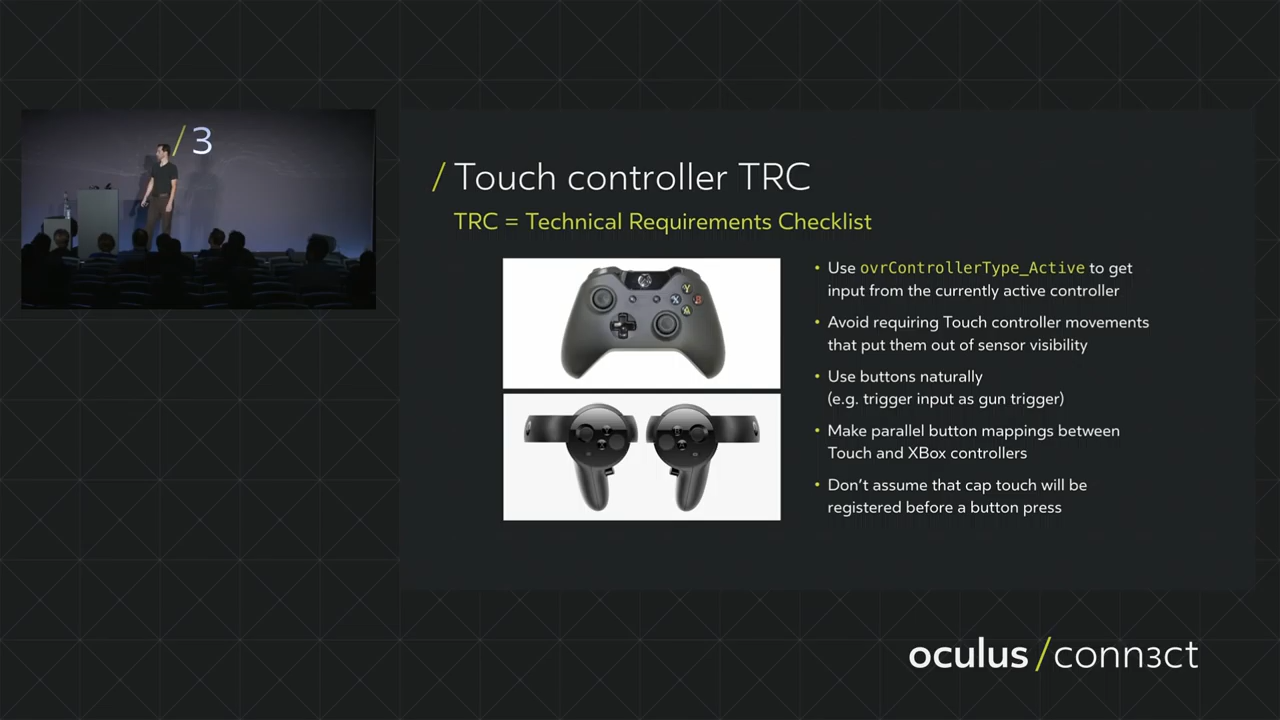 / 3
/ Touch controller TRC
TRC = Technical Requirements Checklist
• Use ovrControllerType_Active to get
input from the currently active controller
• Avoid requiring Touch controller movements
that put them out of sensor visibility
• Use buttons naturally
(e.g. trigger input as gun trigger)
• Make parallel button mappings between
Touch and XBox controllers
• Don't assume that cap touch will be
registered before a button press
Y
X
A
oculus /conn3ct